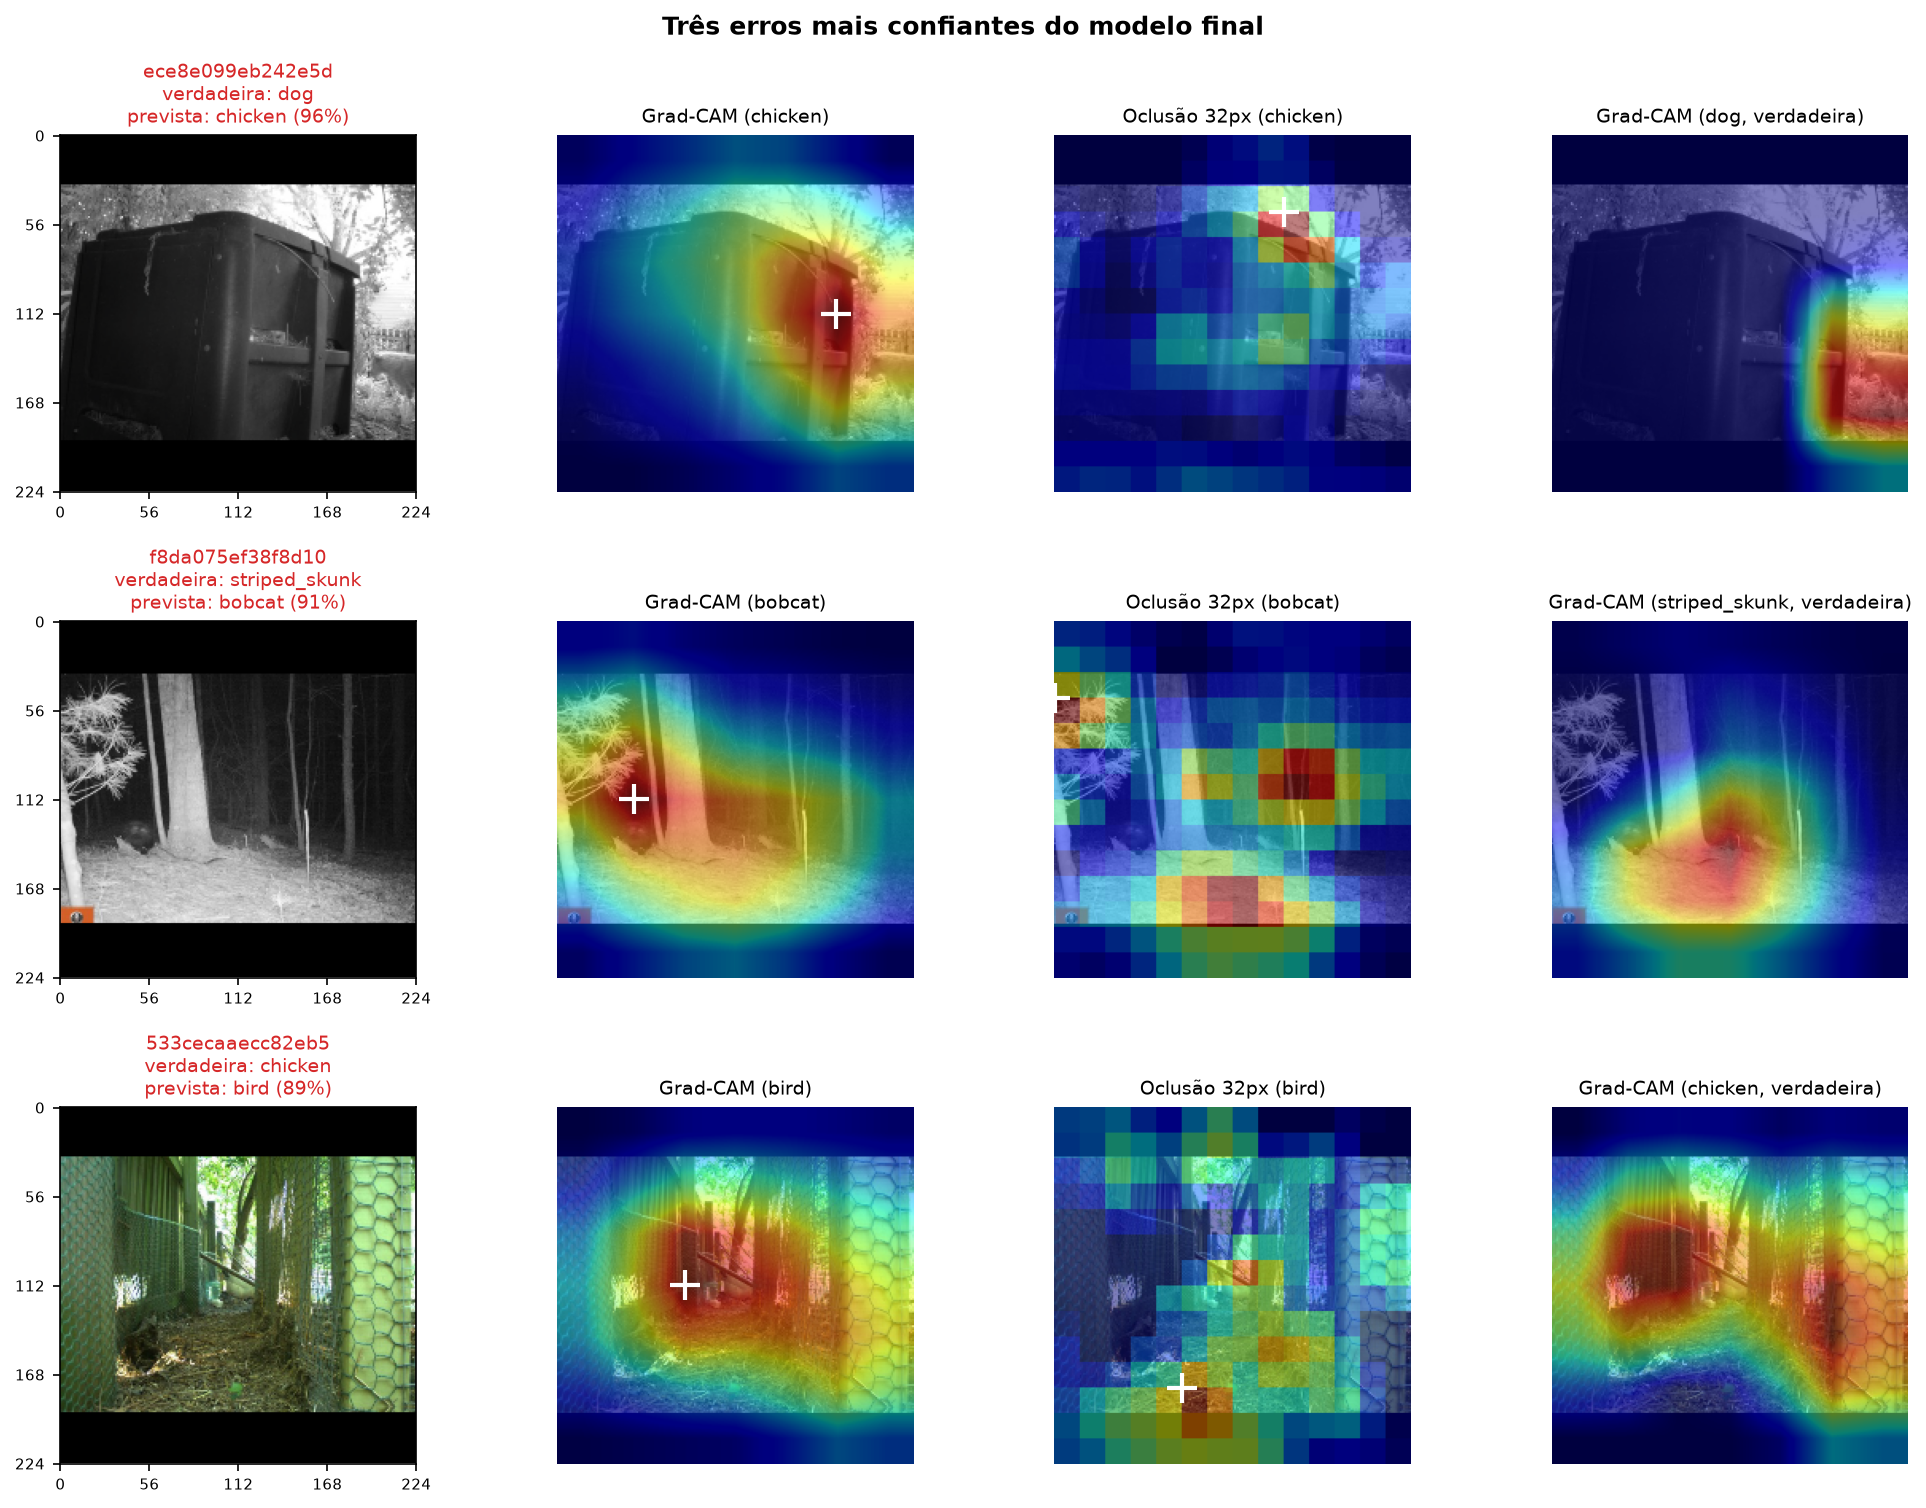 Três erros mais confiantes do modelo final
ece8e099eb242e5d
verdadeira: dog
prevista: chicken (96%)
Grad-CAM (chicken)
Oclusão 32px (chicken)
Grad-CAM (dog, verdadeira)
0
56
112
168
224
0
56
112
168
224
f8da075ef38f8d10
verdadeira: striped_skunk
prevista: bobcat (91%)
Grad-CAM (bobcat)
Oclusão 32px (bobcat)
Grad-CAM (striped_skunk, verdadeira)
0
56
112
168
224
0
56
112
168
224
533cecaaecc82eb5
verdadeira: chicken
prevista: bird (89%)
Grad-CAM (bird)
Oclusão 32px (bird)
Grad-CAM (chicken, verdadeira)
0
56
112
168
224
0
56
112
168
224